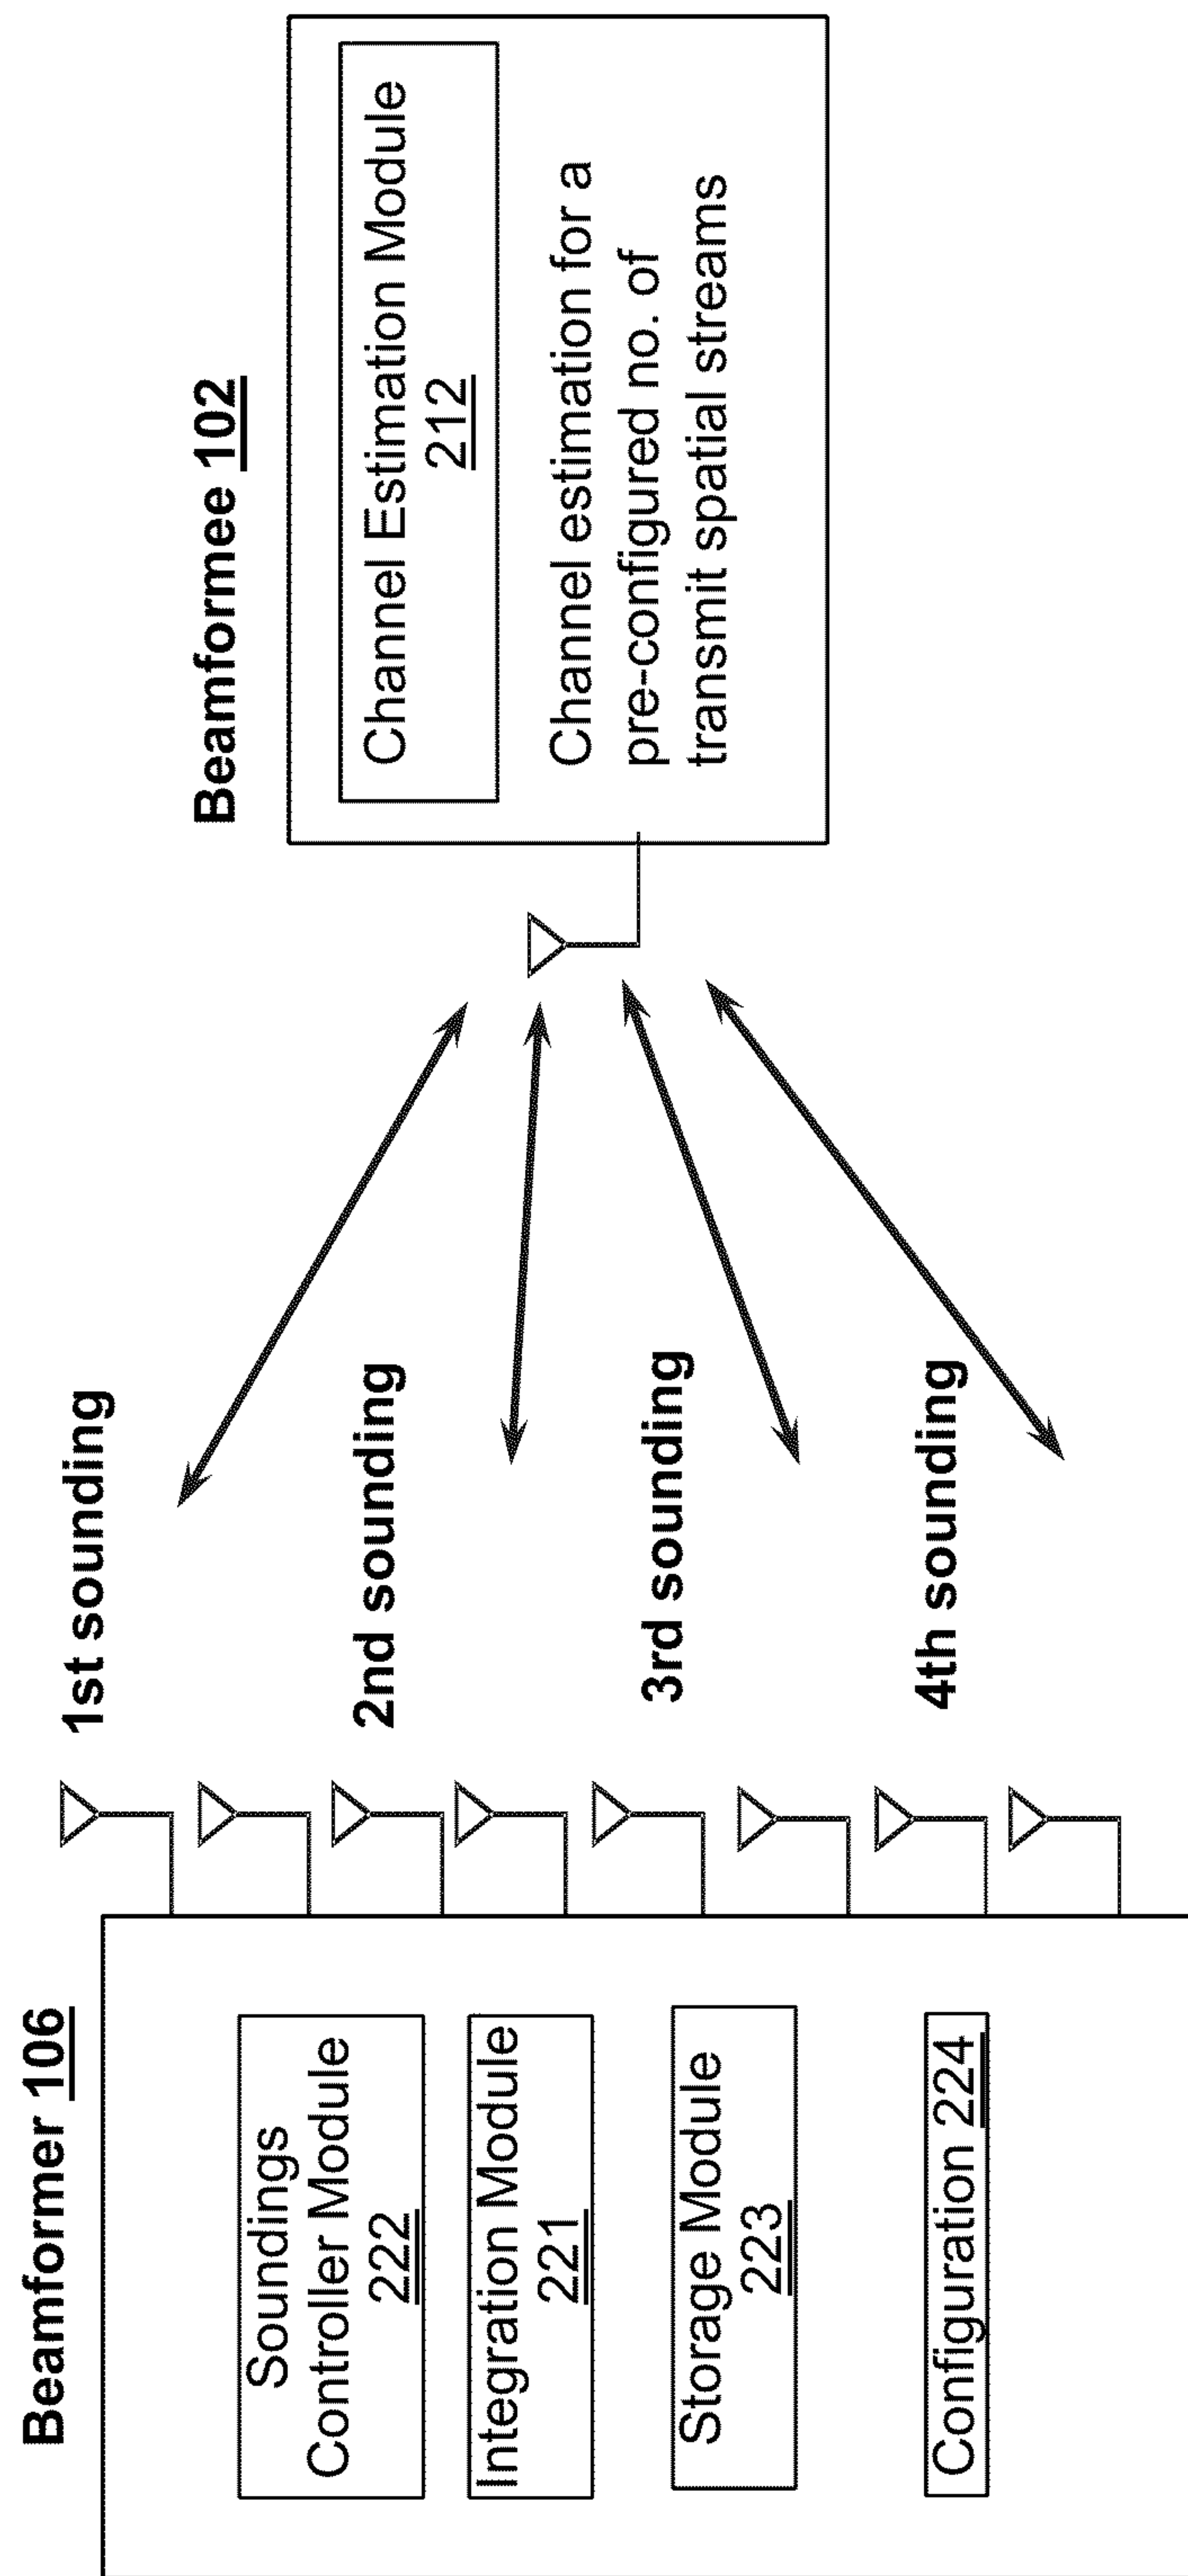 Beamformer 106
Soundings
Controller Module
222
Integration Module
221
Storage Module
223
Configuration 224
1st sounding
2nd sounding
3rd sounding
4th sounding
Beamformee 102
Channel Estimation Module
212
Channel estimation for a
pre-configured no. of
transmit spatial streams